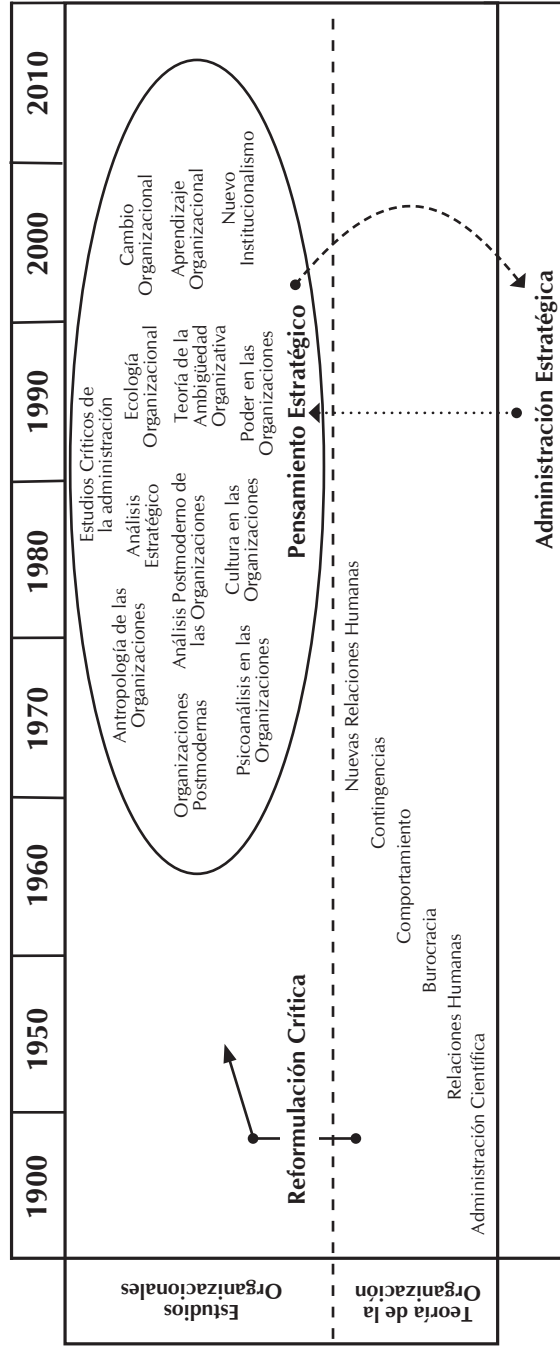 1900
1950
1960
1970
1980
1990
2000
2010
Estudios
Organizacionales
Reformulación Crítica
Antropología de las
Organizaciones
Organizaciones
Postmodernas
Psicoanálisis en las
Organizaciones
Estudios Críticos de
la administración
Análisis
Estratégico
Análisis Postmoderno de
las Organizaciones
Cultura en las
Organizaciones
Ecología
Organizacional
Teoría de la
Ambigüedad
Organizativa
Poder en las
Organizaciones
Cambio
Organizacional
Aprendizaje
Organizacional
Nuevo
Institucionalismo
Pensamiento Estratégico
Teoría de la
Organización
Nuevas Relaciones Humanas
Contingencias
Comportamiento
Burocracia
Relaciones Humanas
Administración Científica
Administración Estratégica